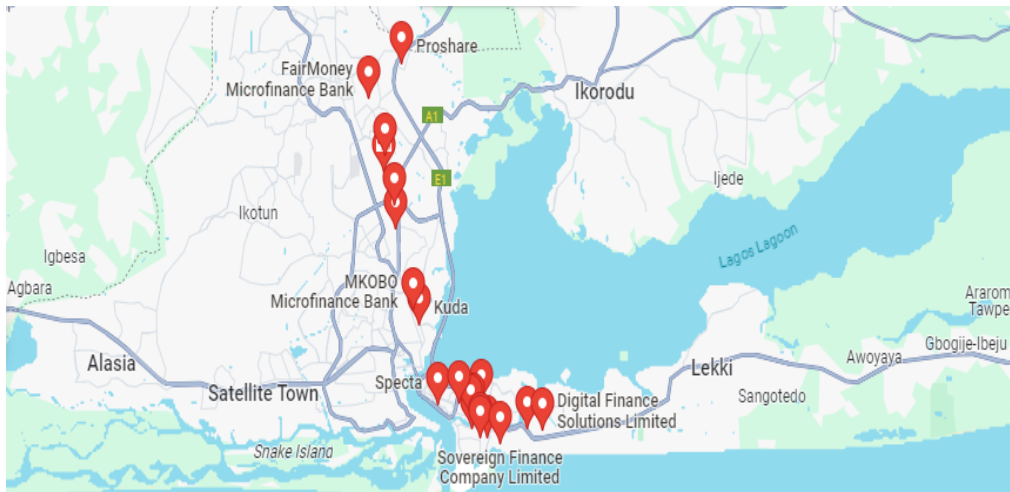 Proshare
FairMoney
Microfinance Bank
Ikorodu
A1
E1
Ijede
Ikotun
Lagos Lagoon
Igbesa
Agbara
MKOBO
Microfinance Bank
Kuda
Ararom
Tawpe
Gbogije-Ibeju
Awoyaya
Alasia
Lekki
Specta
Satellite Town
Sangotedo
Digital Finance
Solutions Limited
Snake Island
Sovereign Finance
Company Limited